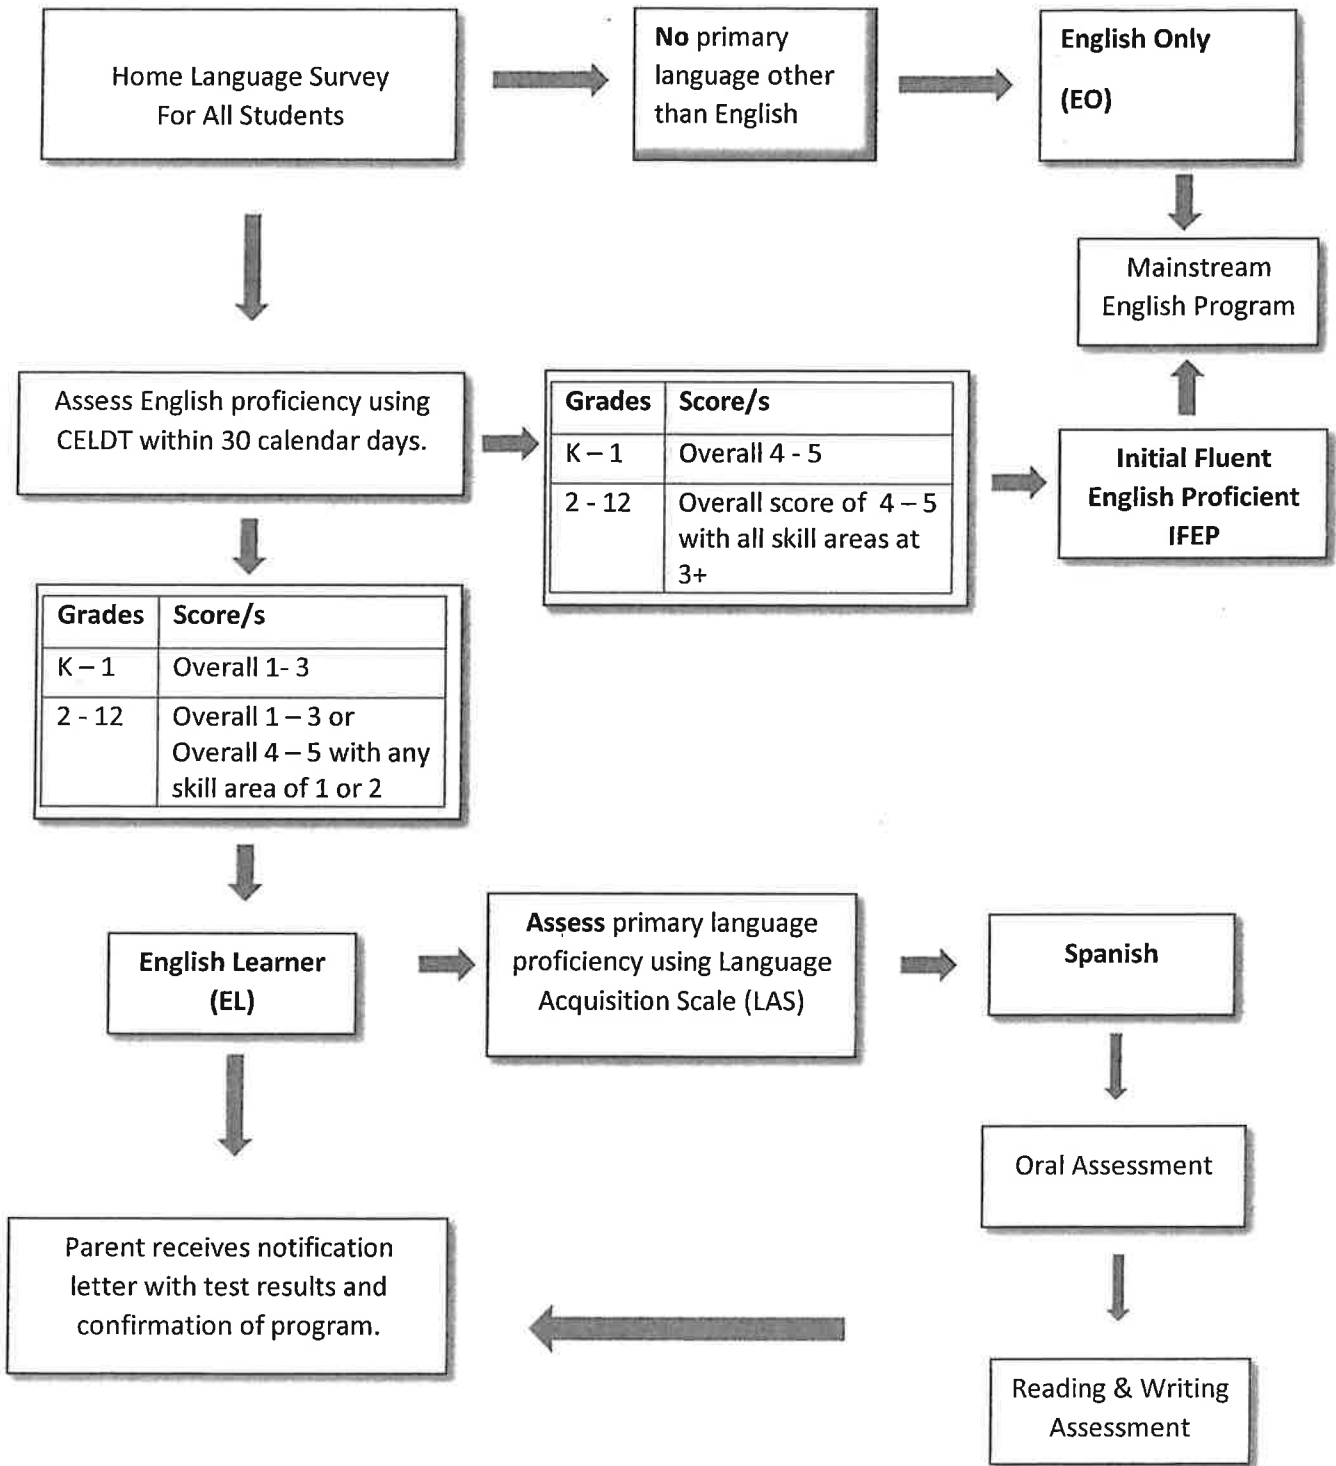 Home Language Survey
For All Students
No primary
language other
than English
English Only
(EO)
Mainstream
English Program
Assess English proficiency using
CELDT within 30 calendar days.
Grades Score/s
K – 1 Overall 4 - 5
2 - 12 Overall score of 4 – 5
with all skill areas at
3+
Initial Fluent
English Proficient
IFEP
Grades Score/s
K – 1 Overall 1- 3
2 - 12 Overall 1 – 3 or
Overall 4 – 5 with any
skill area of 1 or 2
English Learner
(EL)
Assess primary language
proficiency using Language
Acquisition Scale (LAS)
Spanish
Oral Assessment
Reading & Writing
Assessment
Parent receives notification
letter with test results and
confirmation of program.